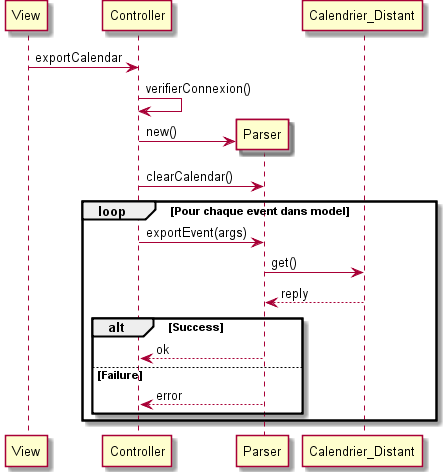 View
Controller
Calendrier_Distant
exportCalendar
verifierConnexion()
new()
Parser
clearCalendar()
loop
[Pour chaque event dans model]
exportEvent(args)
get()
reply
alt
[Success]
ok
[Failure]
error
View
Controller
Parser
Calendrier_Distant